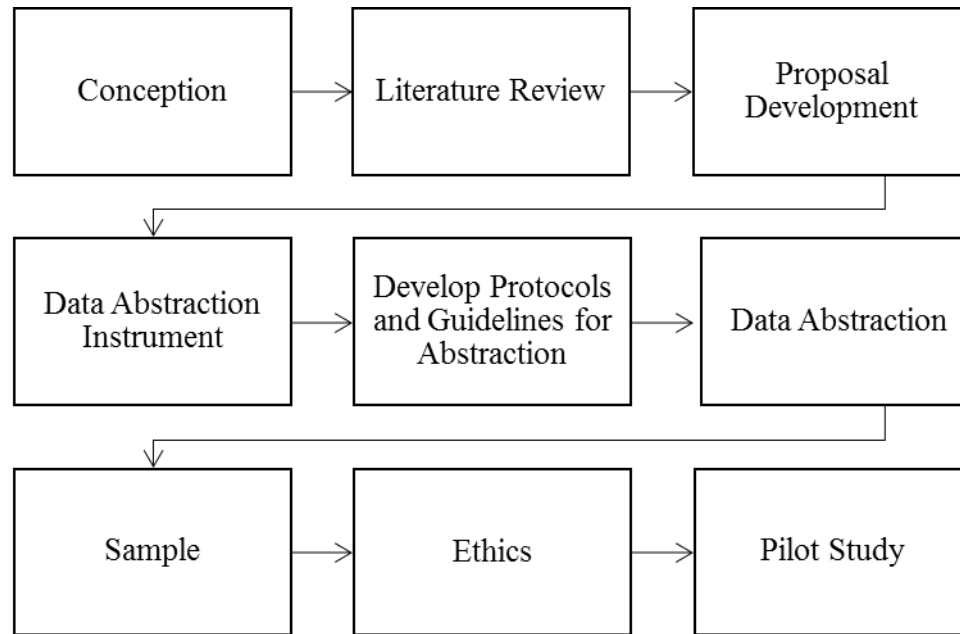 Conception
Literature Review
Proposal
Development
Data Abstraction
Instrument
Develop Protocols
and Guidelines for
Abstraction
Data Abstraction
Sample
Ethics
Pilot Study